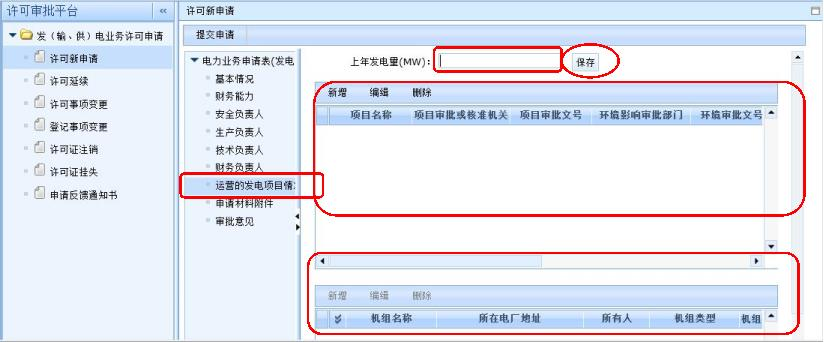 许可审批平台
发(输、供)电业务许可申请
许可新申请
许可延续
许可事项变更
登记事项变更
许可证注销
许可证挂失
申请反馈通知书
许可新申请
提交申请
电力业务申请表(发电
基本情况
财务能力
安全负责人
生产负责人
技术负责人
财务负责人
运营的发电项目情
申请材料附件
审批意见
上年发电量(MW): 保存
新增 编辑 删除
项目名称 项目审批或核准机关 项目审批文号 环境影响审批部门 环境审批文号
新增 编辑 删除
机组名称 所在电厂地址 所有人 机组类型 机组